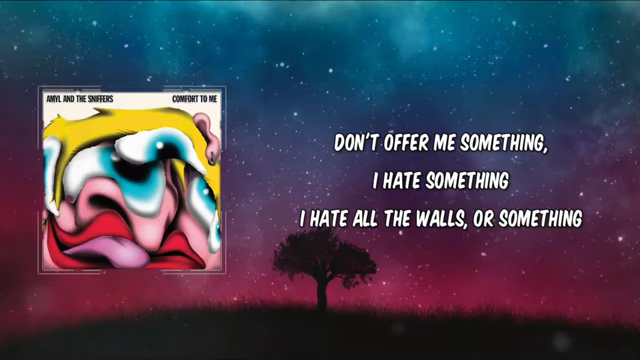 AMYL AND THE SNIFFERS
COMFORT TO ME
DON'T OFFER ME SOMETHING,
I HATE SOMETHING
I HATE ALL THE WALLS, OR SOMETHING